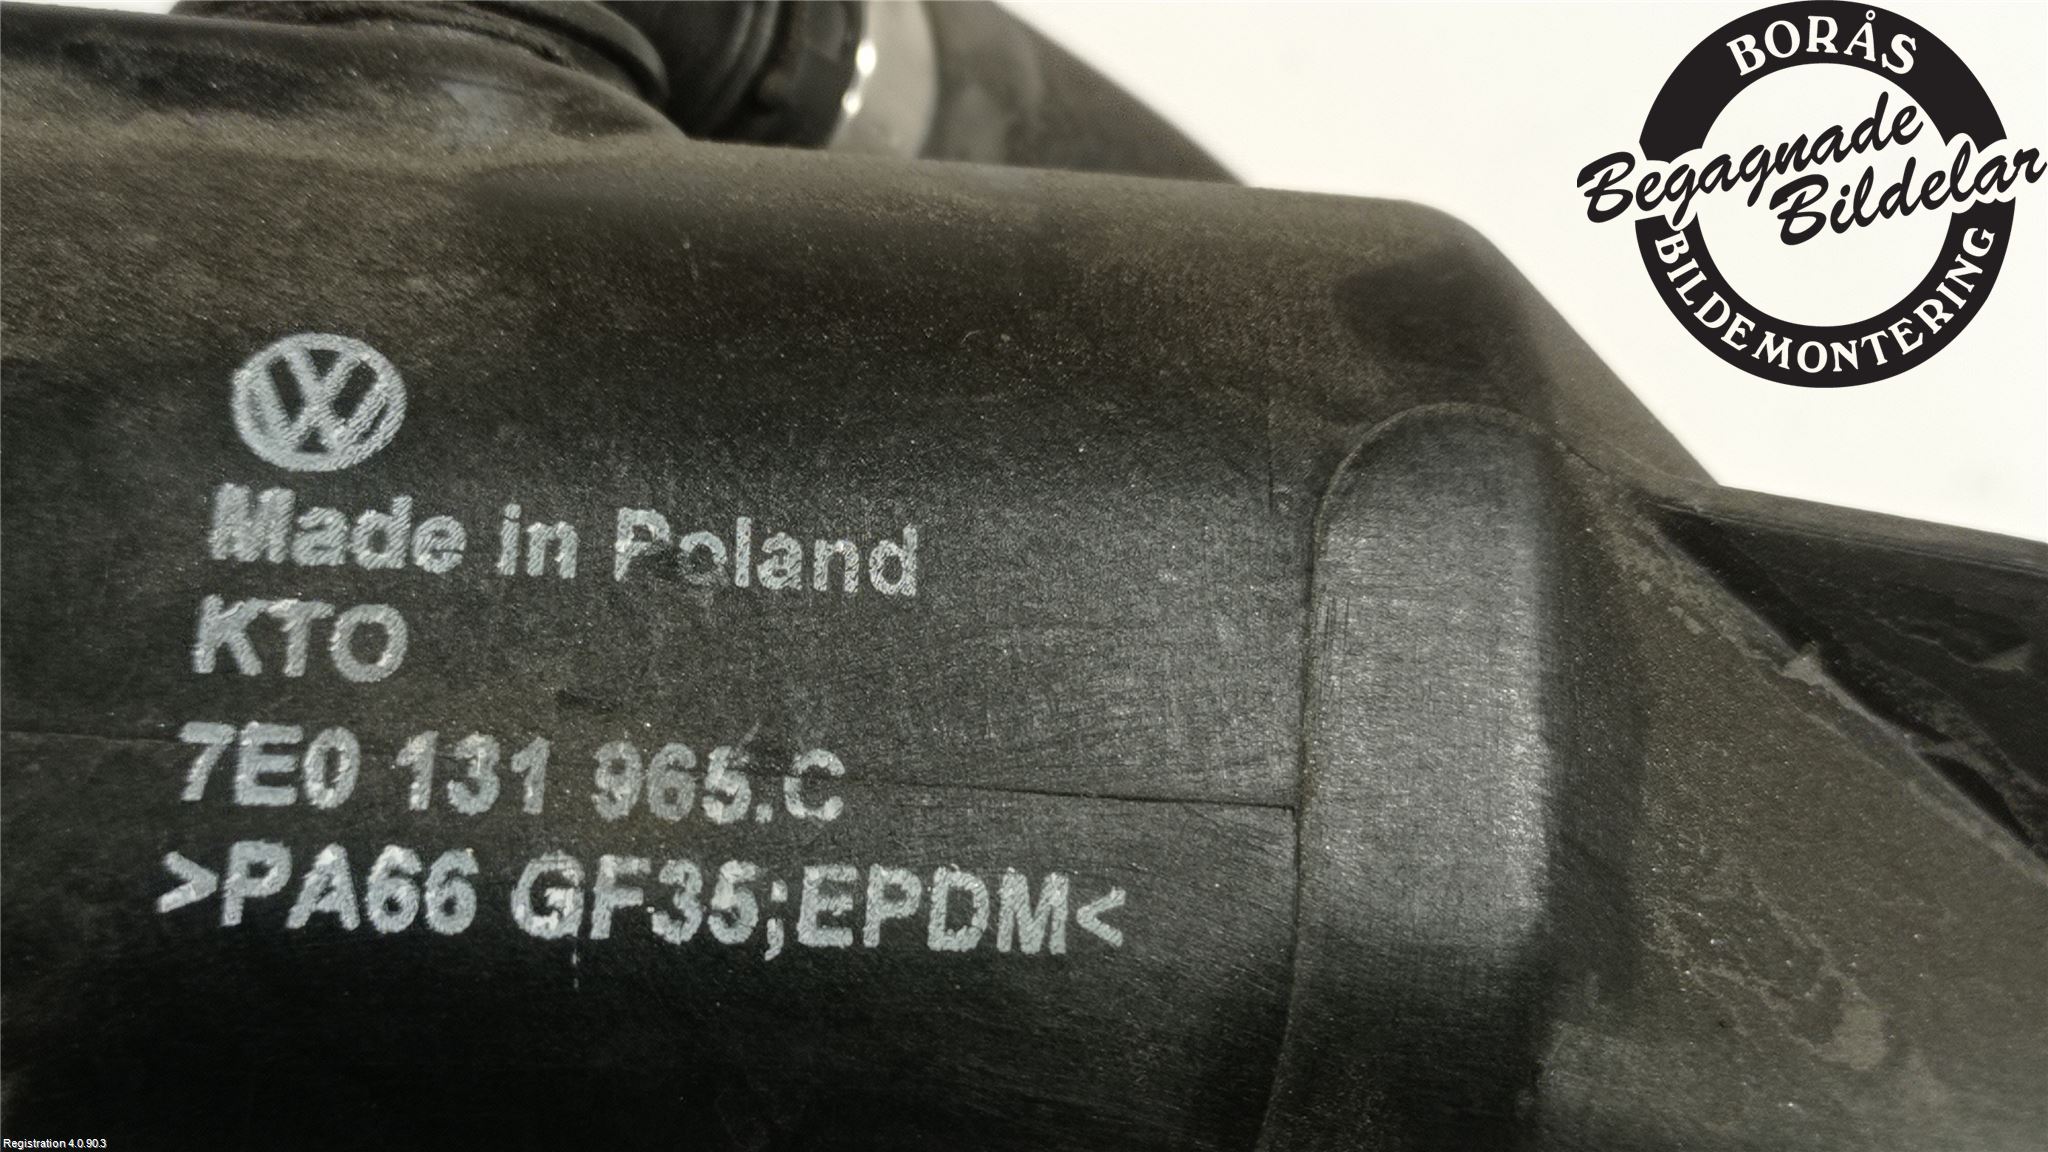 BORÅS
Begagnade
Bildelar
BILDEMONTERING
Made in Poland
KTO
7E0 131 965.C
>PA66 GF35;EPDM<
Registration 4.0.90.3